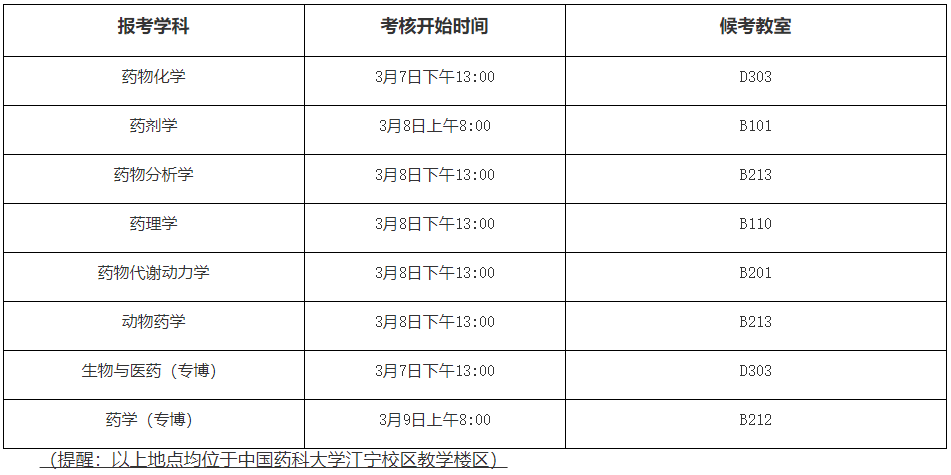 报考学科 考核开始时间 候考教室
药物化学 3月7日下午13:00 D303
药剂学 3月8日上午8:00 B101
药物分析学 3月8日下午13:00 B213
药理学 3月8日下午13:00 B110
药物代谢动力学 3月8日下午13:00 B201
动物药学 3月8日下午13:00 B213
生物与医药（专博） 3月7日下午13:00 D303
药学（专博） 3月9日上午8:00 B212
（提醒：以上地点均位于中国药科大学江宁校区教学楼区）